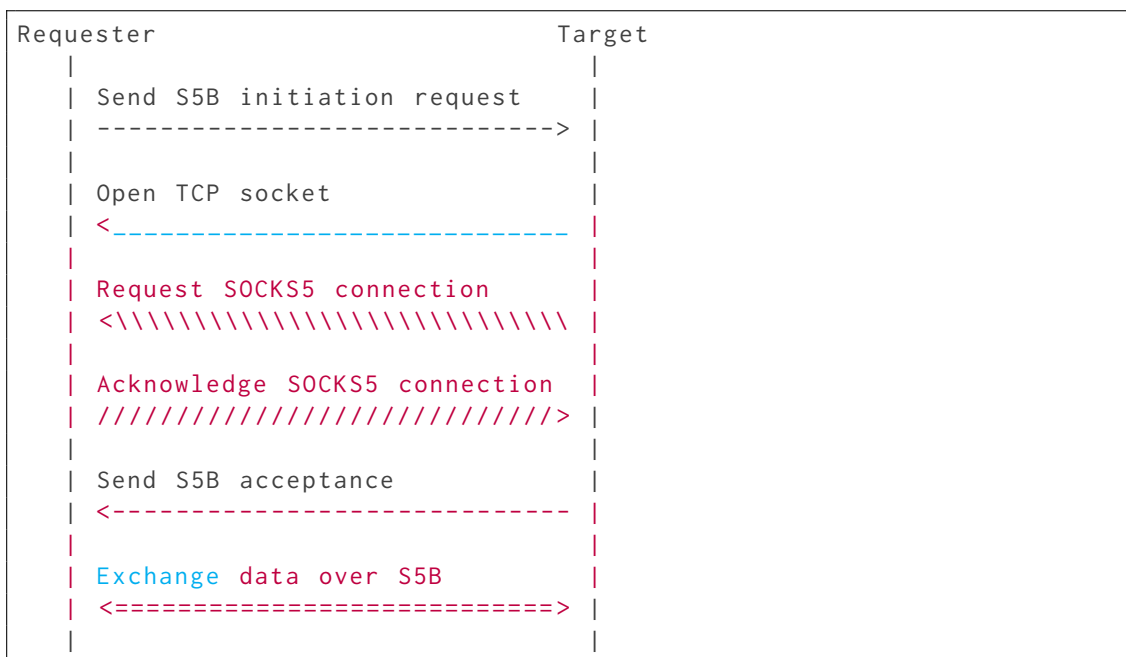 Requester                          Target
   |                                 |
   | Send S5B initiation request     |
   | -----------------------------> |
   |                                 |
   | Open TCP socket                 |
   | <_____________________________ |
   |                                 |
   | Request SOCKS5 connection       |
   | <\\\\\\\\\\\\\\\\\\\\\\\\\\\\\ |
   |                                 |
   | Acknowledge SOCKS5 connection   |
   | /////////////////////////////> |
   |                                 |
   | Send S5B acceptance             |
   | <----------------------------- |
   |                                 |
   | Exchange data over S5B          |
   | <============================> |
   |                                 |